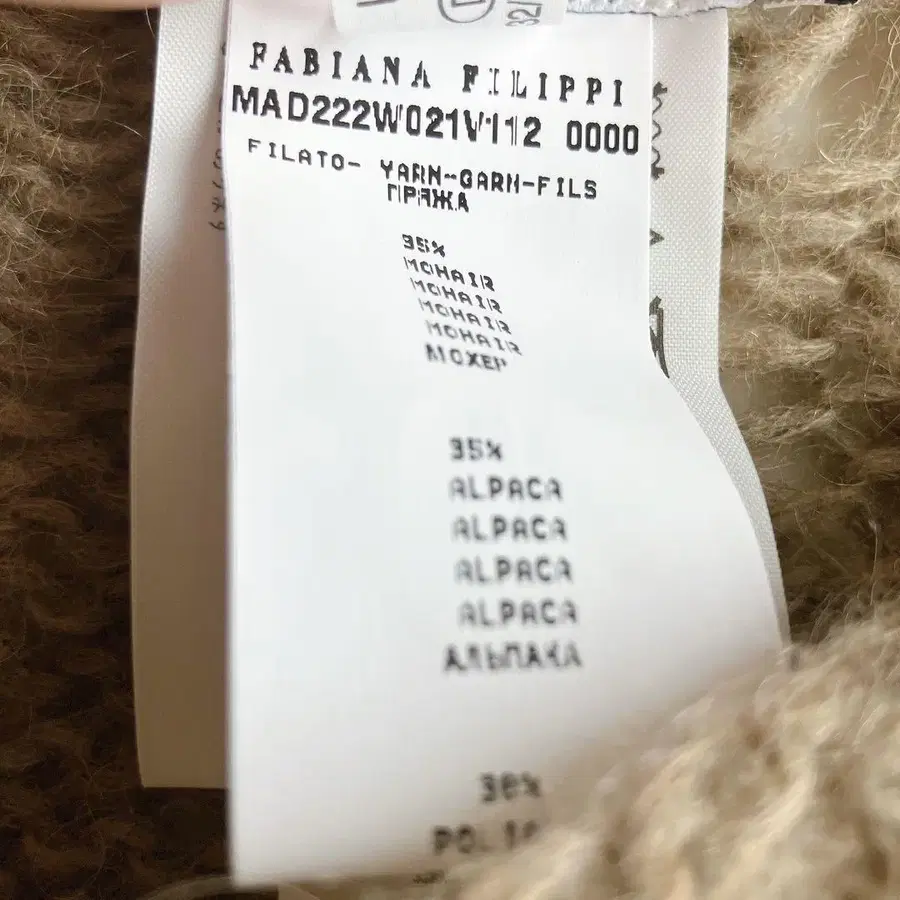 FABIANA FILIPPI
MAD222W021V112 0000
FILATO- YARN-GARN-FILS
ПРЯЖА
35%
MOHAIR
MOHAIR
MOHAIR
MOHAIR
МОХЕР
35%
ALPACA
ALPACA
ALPACA
ALPACA
АЛЬПАКА
30%